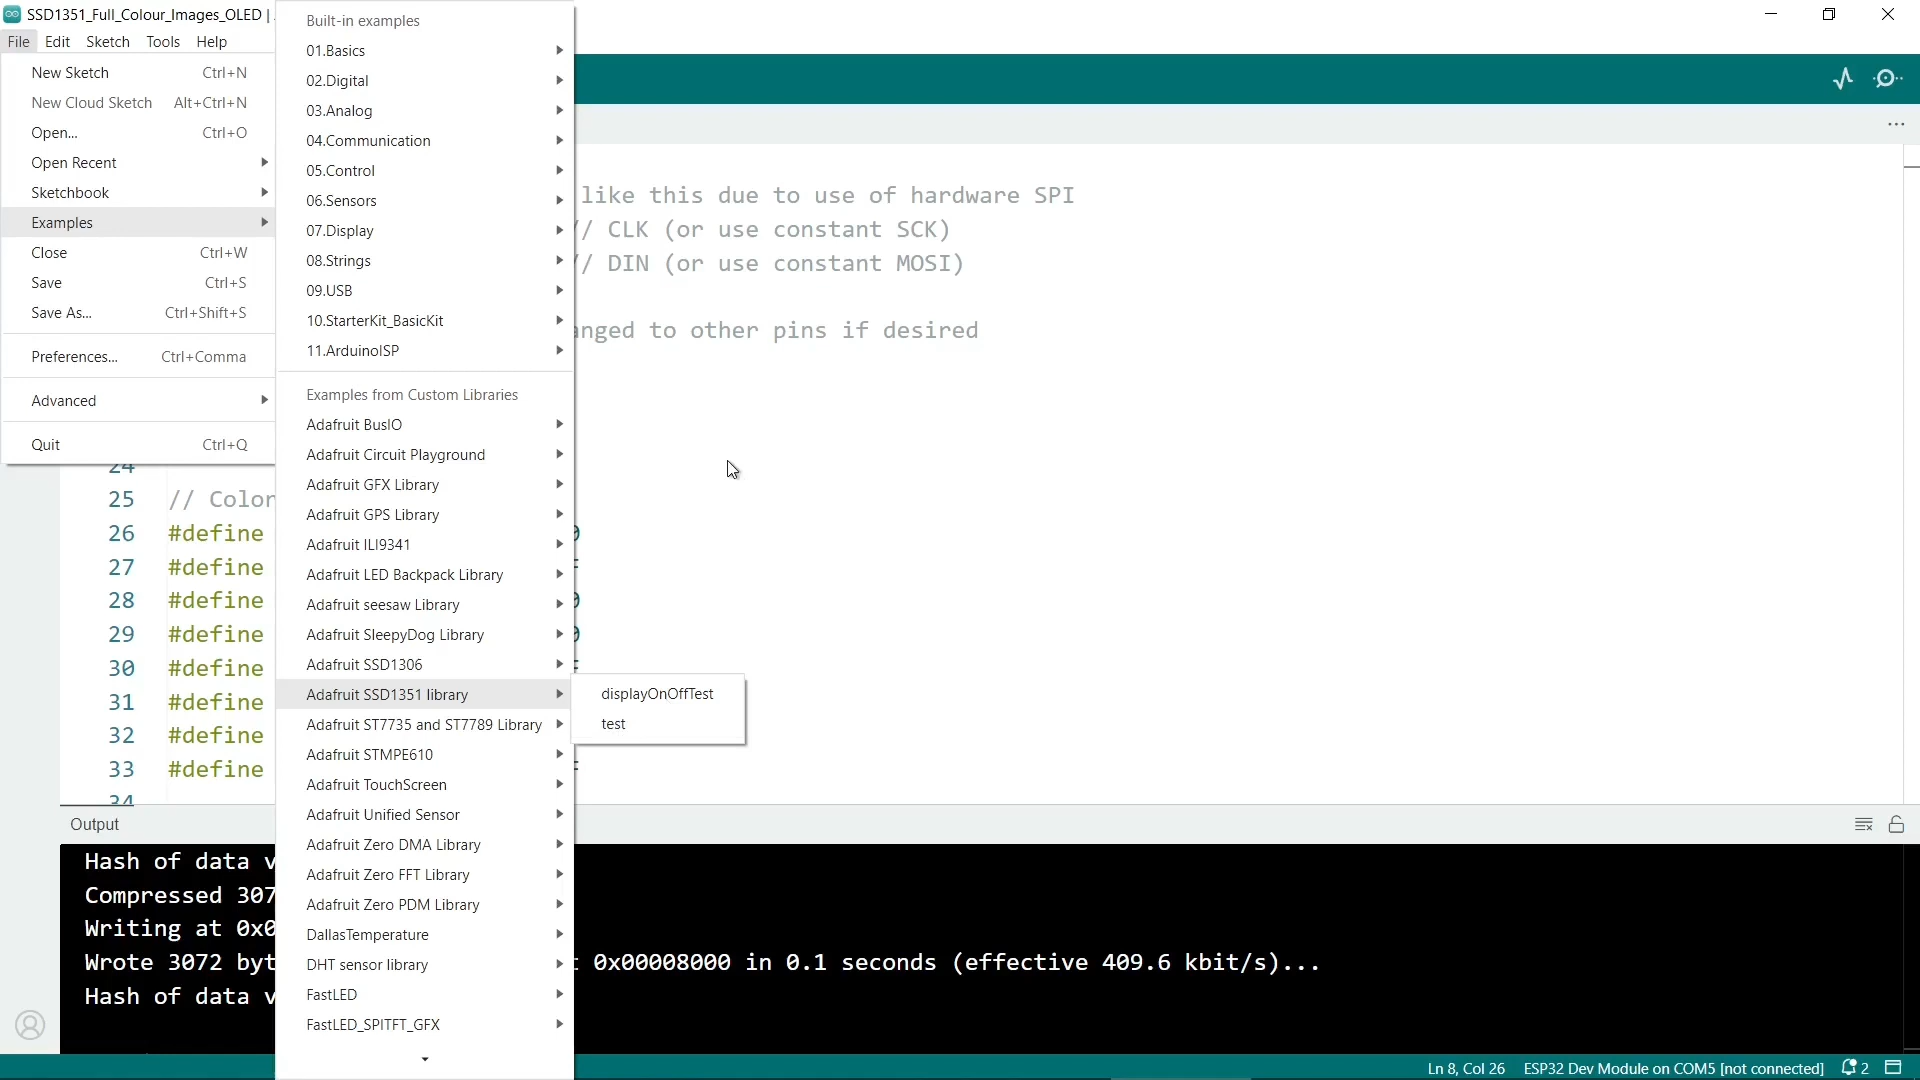 SSD1351_Full_Colour_Images_OLED |
File Edit Sketch Tools Help
New Sketch Ctrl+N
New Cloud Sketch Alt+Ctrl+N
Open... Ctrl+O
Open Recent
Sketchbook
Examples
Close Ctrl+W
Save Ctrl+S
Save As... Ctrl+Shift+S
Preferences... Ctrl+Comma
Advanced
Quit Ctrl+Q
Built-in examples
01.Basics
02.Digital
03.Analog
04.Communication
05.Control
06.Sensors
07.Display
08.Strings
09.USB
10.StarterKit_BasicKit
11.ArduinoISP
Examples from Custom Libraries
Adafruit BusIO
Adafruit Circuit Playground
Adafruit GFX Library
Adafruit GPS Library
Adafruit ILI9341
Adafruit LED Backpack Library
Adafruit seesaw Library
Adafruit SleepyDog Library
Adafruit SSD1306
Adafruit SSD1351 library
Adafruit ST7735 and ST7789 Library
Adafruit STMPE610
Adafruit TouchScreen
Adafruit Unified Sensor
Adafruit Zero DMA Library
Adafruit Zero FFT Library
Adafruit Zero PDM Library
DallasTemperature
DHT sensor library
FastLED
FastLED_SPITFT_GFX
displayOnOffTest
test
like this due to use of hardware SPI
// CLK (or use constant SCK)
// DIN (or use constant MOSI)
anged to other pins if desired
24
25 // Color
26 #define
27 #define
28 #define
29 #define
30 #define
31 #define
32 #define
33 #define
34
Output
Hash of data v
Compressed 307
Writing at 0x0
Wrote 3072 byt : 0x00008000 in 0.1 seconds (effective 409.6 kbit/s)...
Hash of data v
Ln 8, Col 26 ESP32 Dev Module on COM5 [not connected] 2